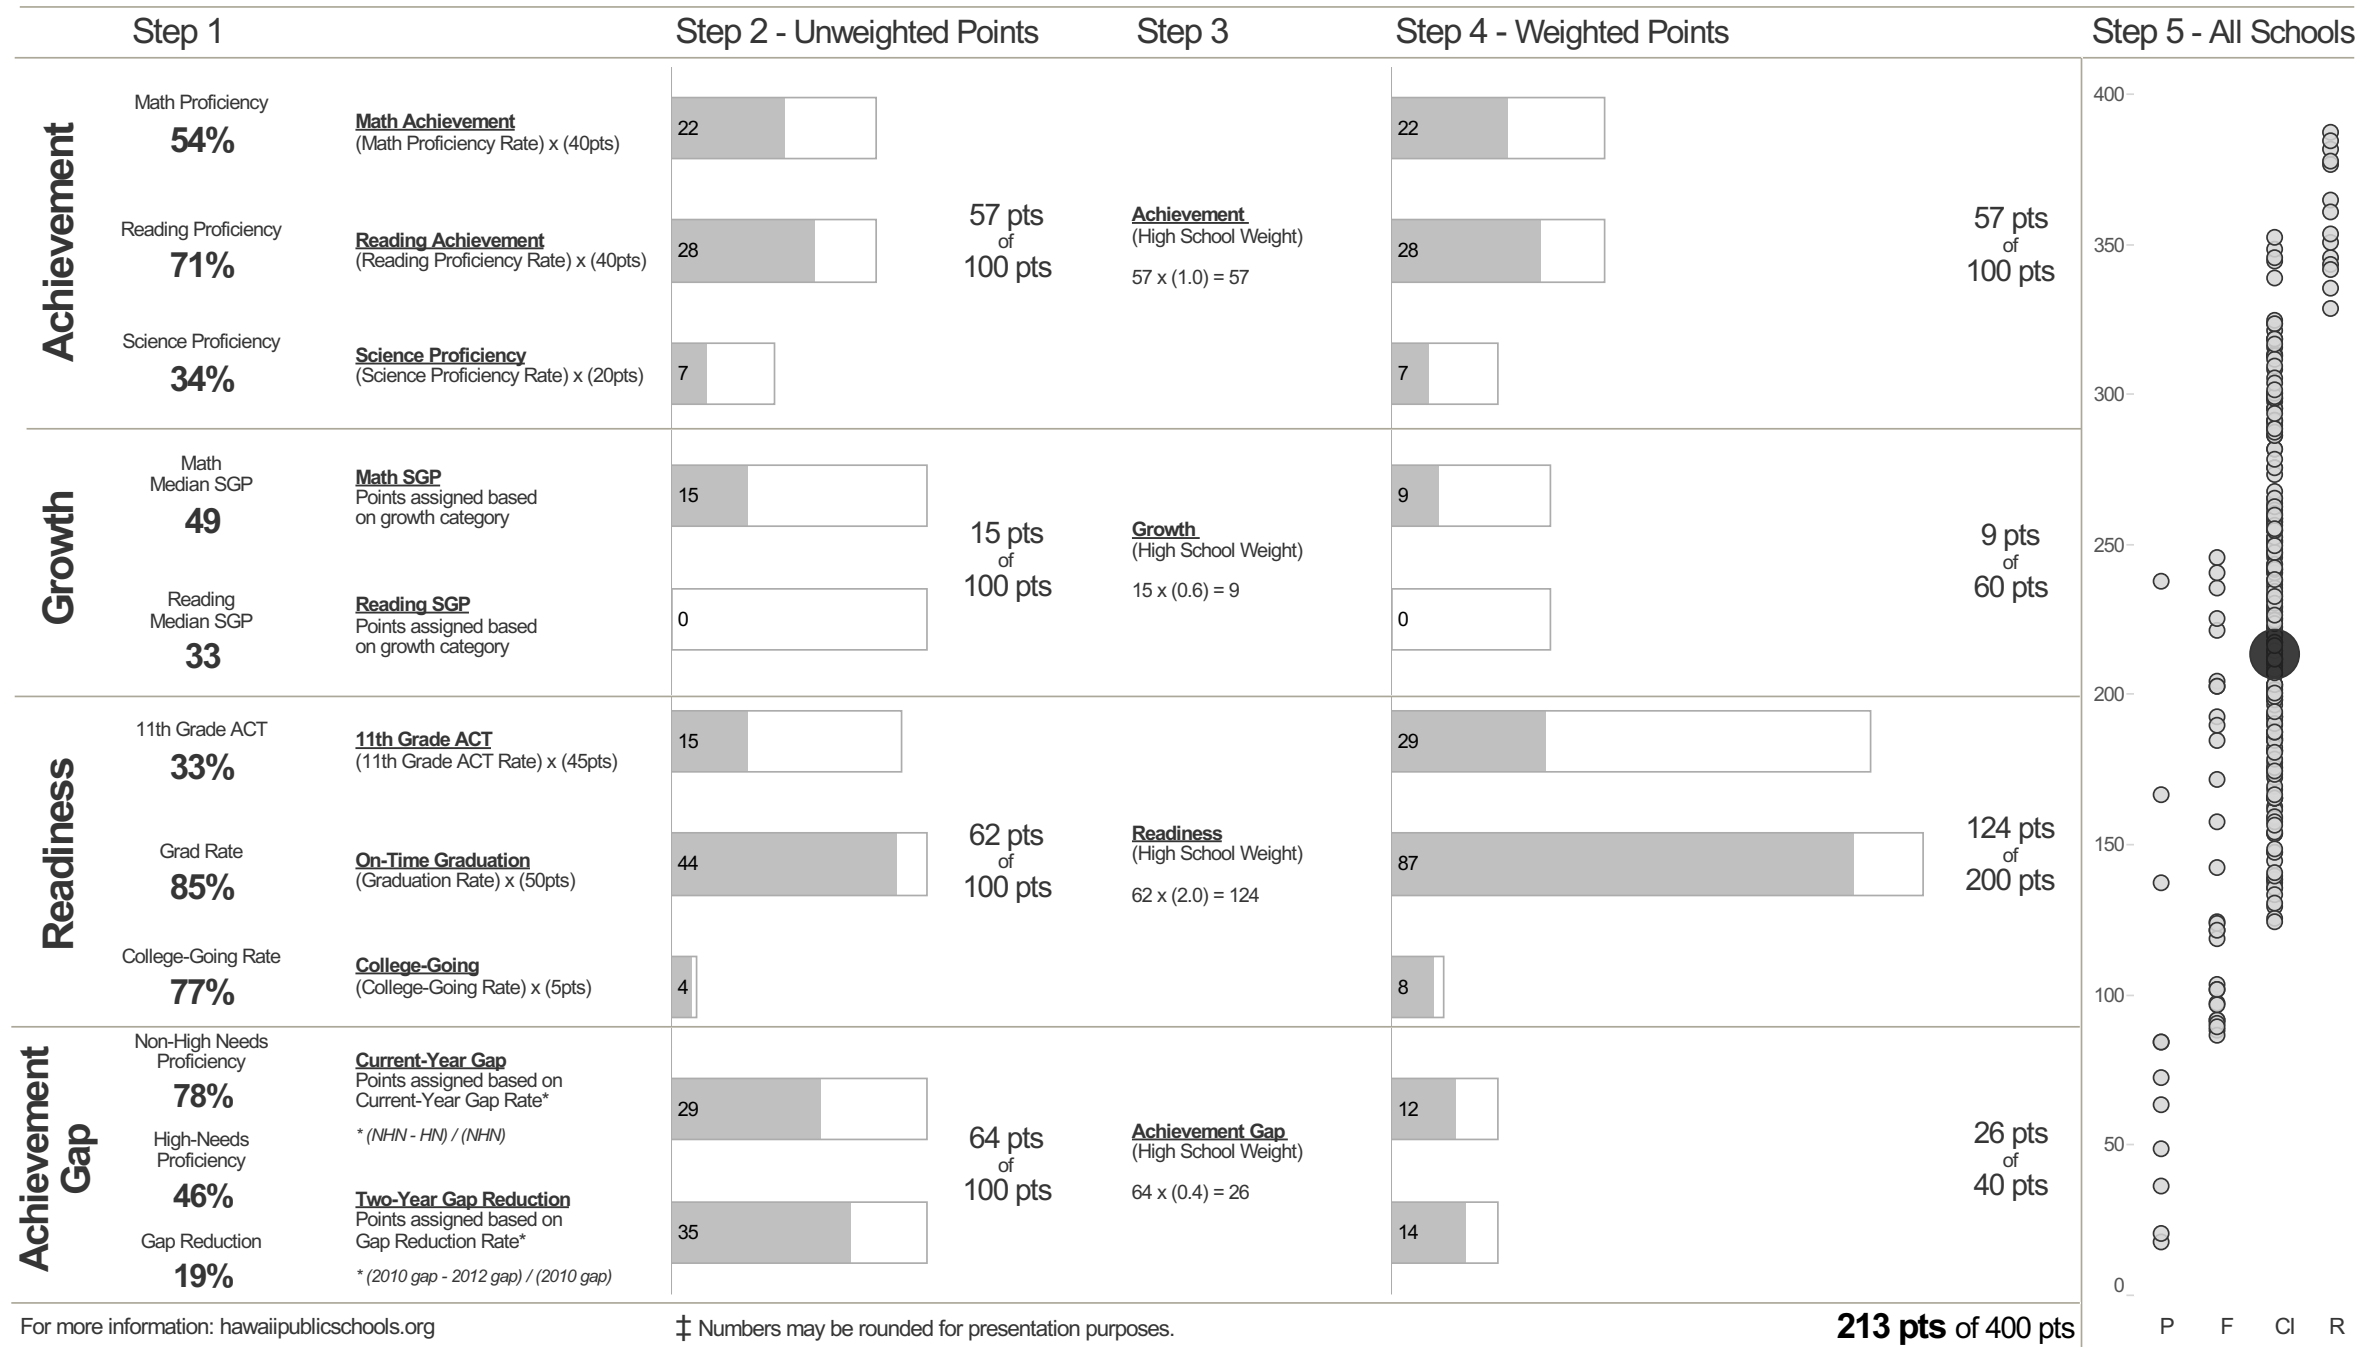 Step 1
Step 2 - Unweighted Points
Step 3
Step 4 - Weighted Points
Step 5 - All Schools
Achievement
Math Proficiency
54%
Math Achievement
(Math Proficiency Rate) x (40pts)
22
Reading Proficiency
71%
Reading Achievement
(Reading Proficiency Rate) x (40pts)
28
Science Proficiency
34%
Science Proficiency
(Science Proficiency Rate) x (20pts)
7
57 pts
of
100 pts
Achievement
(High School Weight)
57 x (1.0) = 57
22
28
7
57 pts
of
100 pts
Growth
Math
Median SGP
49
Math SGP
Points assigned based
on growth category
15
Reading
Median SGP
33
Reading SGP
Points assigned based
on growth category
0
15 pts
of
100 pts
Growth
(High School Weight)
15 x (0.6) = 9
9
0
9 pts
of
60 pts
Readiness
11th Grade ACT
33%
11th Grade ACT
(11th Grade ACT Rate) x (45pts)
15
Grad Rate
85%
On-Time Graduation
(Graduation Rate) x (50pts)
44
College-Going Rate
77%
College-Going
(College-Going Rate) x (5pts)
4
62 pts
of
100 pts
Readiness
(High School Weight)
62 x (2.0) = 124
29
87
8
124 pts
of
200 pts
Achievement
Gap
Non-High Needs
Proficiency
78%
High-Needs
Proficiency
46%
Gap Reduction
19%
Current-Year Gap
Points assigned based on
Current-Year Gap Rate*
* (NHN - HN) / (NHN)
Two-Year Gap Reduction
Points assigned based on
Gap Reduction Rate*
* (2010 gap - 2012 gap) / (2010 gap)
29
35
64 pts
of
100 pts
Achievement Gap
(High School Weight)
64 x (0.4) = 26
12
14
26 pts
of
40 pts
400
350
300
250
200
150
100
50
0
P F CI R
For more information: hawaiipublicschools.org
‡ Numbers may be rounded for presentation purposes.
213 pts of 400 pts